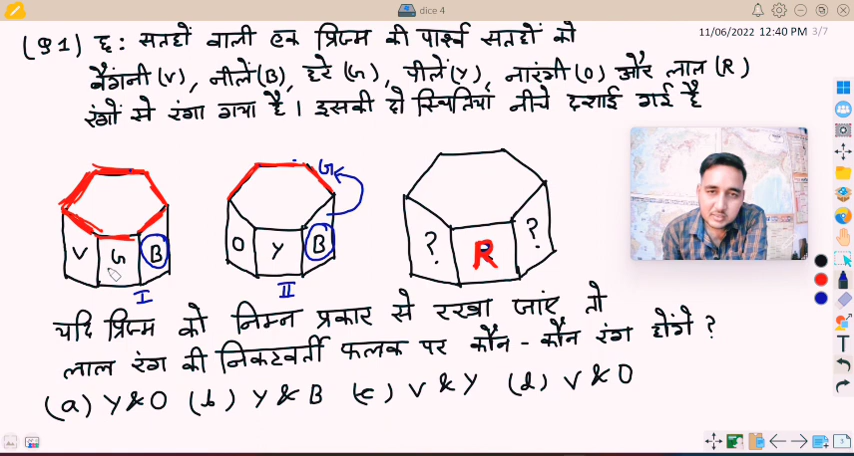 dice 4
11/06/2022 12:40 PM 3/7
(Q1) छ: सतहों वाली एक प्रिज्म की पार्श्व सतहों को
बैंगनी (V), नीलें (B), हरे (G), पीलें (Y), नारंगी (O) और लाल (R)
रंगों से रंगा गया है। इसकी दो स्थितियां नीचे दर्शाई गई है
G
V G B
O Y B
? R ?
I II
यदि प्रिज्म को निम्न प्रकार से रखा जाए तो
लाल रंग की निकटवर्ती फलक पर कौन - कौन रंग होंगे ?
(a) Y & O (b) Y & B (c) V & Y (d) V & O